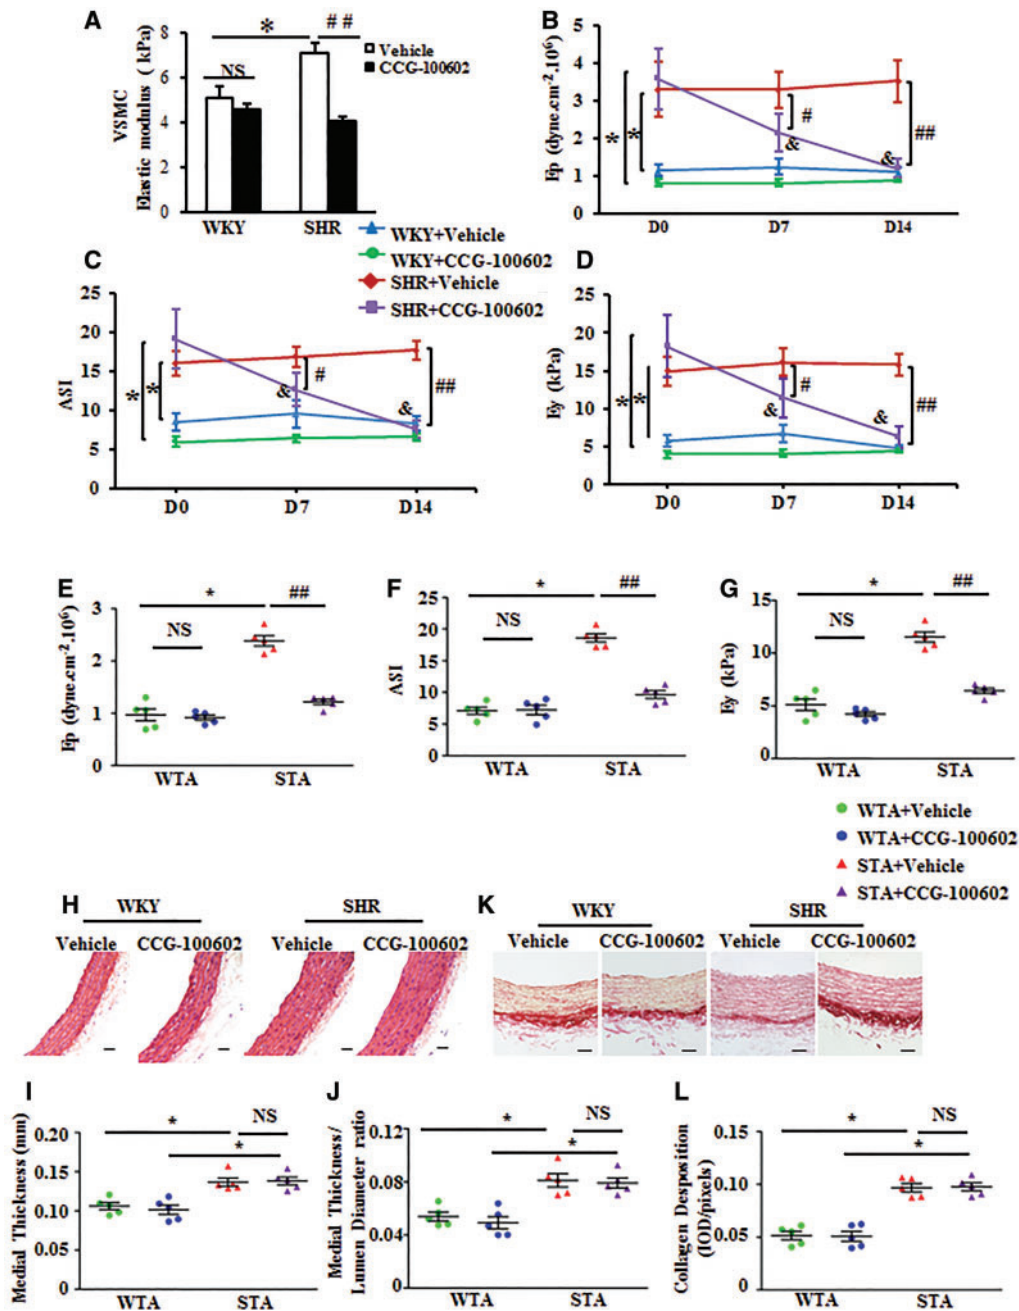 A
VSMC
Elastic modulus ( kPa)
8
6
4
2
0
*
# #
NS
Vehicle
CCG-100602
WKY
SHR
B
Ep (dyne.cm⁻².10⁶)
5
4
3
2
1
0
*
*
#
&
&
##
D0
D7
D14
WKY+Vehicle
WKY+CCG-100602
SHR+Vehicle
SHR+CCG-100602
C
ASI
25
20
15
10
5
0
*
*
#
&
&
##
D0
D7
D14
D
Ey (kPa)
25
20
15
10
5
0
*
*
#
&
&
##
D0
D7
D14
E
Ep (dyne.cm⁻².10⁶)
3
2
1
0
*
##
NS
WTA
STA
F
ASI
25
20
15
10
5
0
*
##
NS
WTA
STA
G
Ey (kPa)
15
10
5
0
*
##
NS
WTA
STA
WTA+Vehicle
WTA+CCG-100602
STA+Vehicle
STA+CCG-100602
H
WKY
SHR
Vehicle
CCG-100602
Vehicle
CCG-100602
K
WKY
SHR
Vehicle
CCG-100602
Vehicle
CCG-100602
I
Medial Thickness (mm)
0.20
0.15
0.10
0.05
0
*
NS
*
WTA
STA
J
Medial Thickness/
Lumen Diameter ratio
0.12
0.08
0.04
0
*
NS
*
WTA
STA
L
Collagen Desposition
(IOD/pixels)
0.15
0.10
0.05
0
*
NS
*
WTA
STA